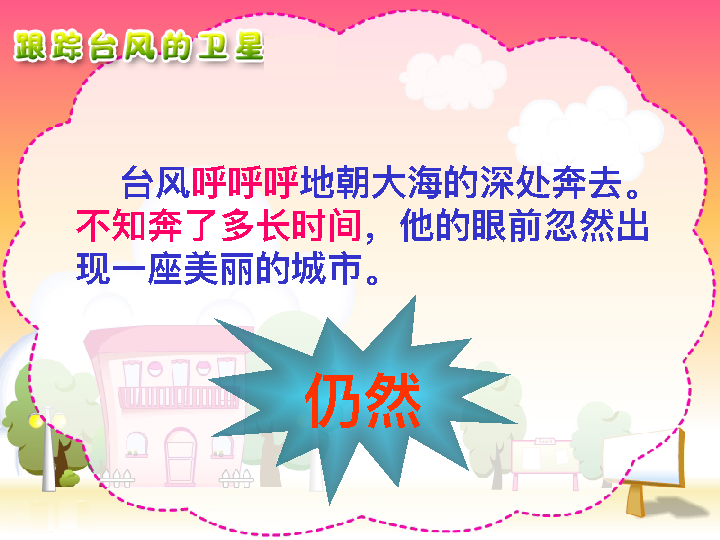 跟踪台风的卫星
台风呼呼呼地朝大海的深处奔去。
不知奔了多长时间，他的眼前忽然出
现一座美丽的城市。
仍然